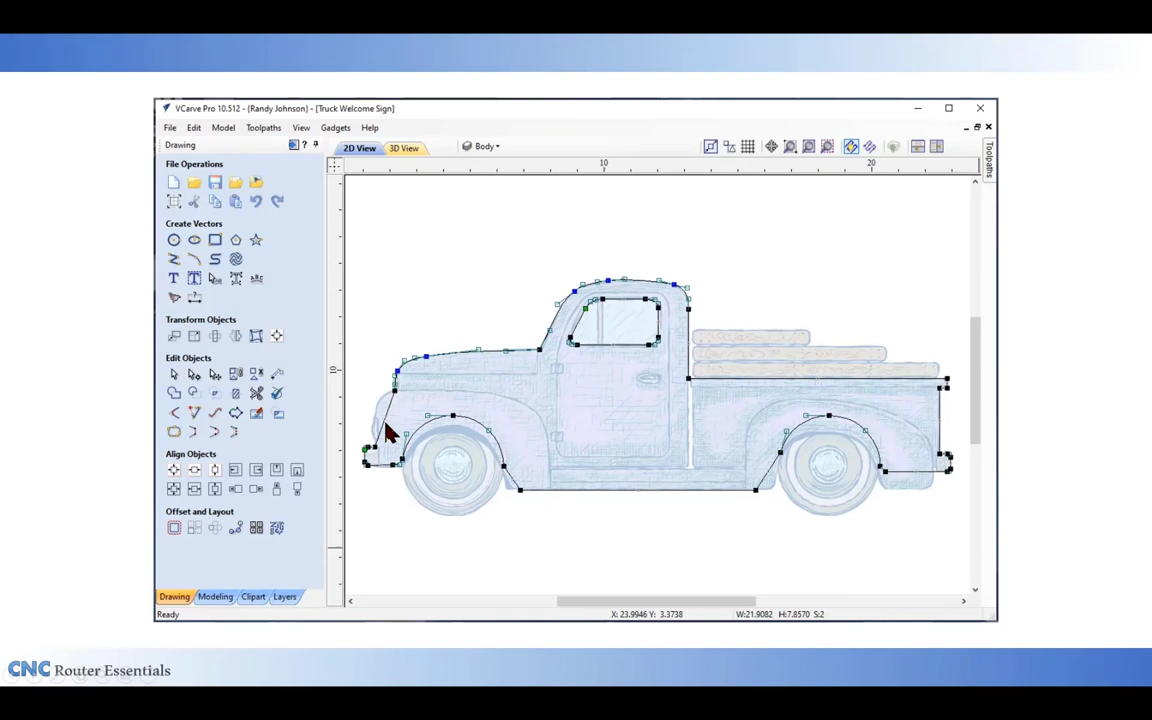 VCarve Pro 10.512 - {Randy Johnson} - [Truck Welcome Sign]
File Edit Model Toolpaths View Gadgets Help
Drawing
2D View 3D View
Body
Toolpaths
File Operations
10 20
Create Vectors
Transform Objects
Edit Objects
10
Align Objects
Offset and Layout
Drawing Modeling Clipart Layers
Ready
X: 23.9946 Y: 3.3738
W:21.9082 H:7.8570 S:2
CNC Router Essentials